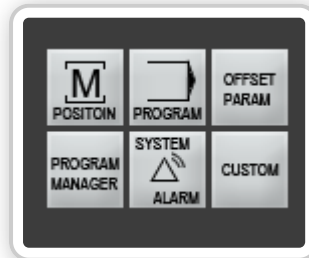 M
POSITOIN
PROGRAM
OFFSET
PARAM
PROGRAM
MANAGER
SYSTEM
ALARM
CUSTOM